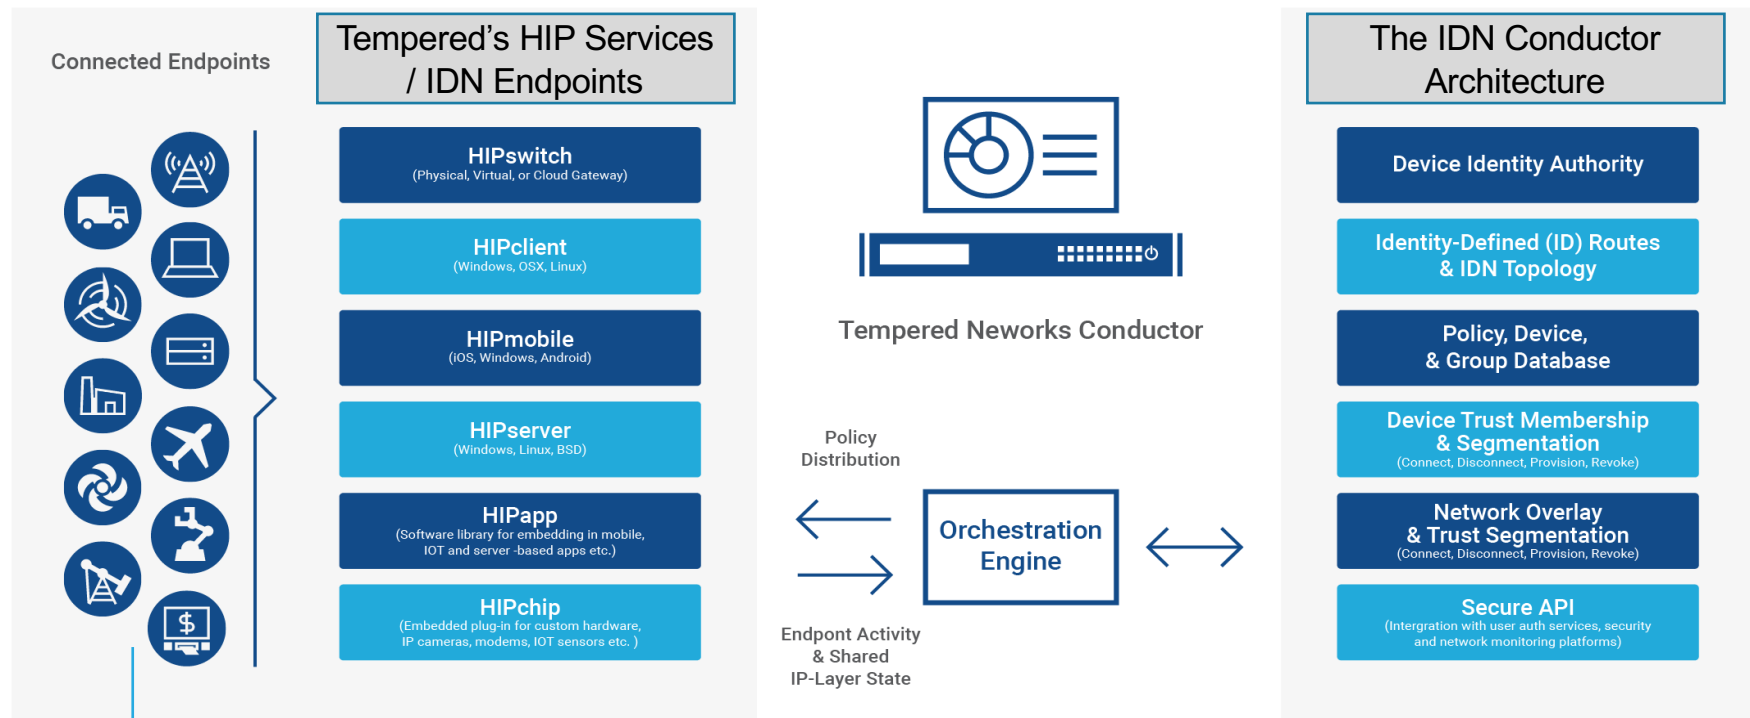 Connected Endpoints
Tempered's HIP Services
/ IDN Endpoints
HIPswitch
(Physical, Virtual, or Cloud Gateway)
HIPclient
(Windows, OSX, Linux)
HIPmobile
(iOS, Windows, Android)
HIPserver
(Windows, Linux, BSD)
HIPapp
(Software library for embedding in mobile,
IOT and server -based apps etc.)
HIPchip
(Embedded plug-in for custom hardware,
IP cameras, modems, IOT sensors etc. )
$
Tempered Neworks Conductor
Policy
Distribution
Orchestration
Engine
Endpont Activity
& Shared
IP-Layer State
The IDN Conductor
Architecture
Device Identity Authority
Identity-Defined (ID) Routes
& IDN Topology
Policy, Device,
& Group Database
Device Trust Membership
& Segmentation
(Connect, Disconnect, Provision, Revoke)
Network Overlay
& Trust Segmentation
(Connect, Disconnect, Provision, Revoke)
Secure API
(Intergration with user auth services, security
and network monitoring platforms)